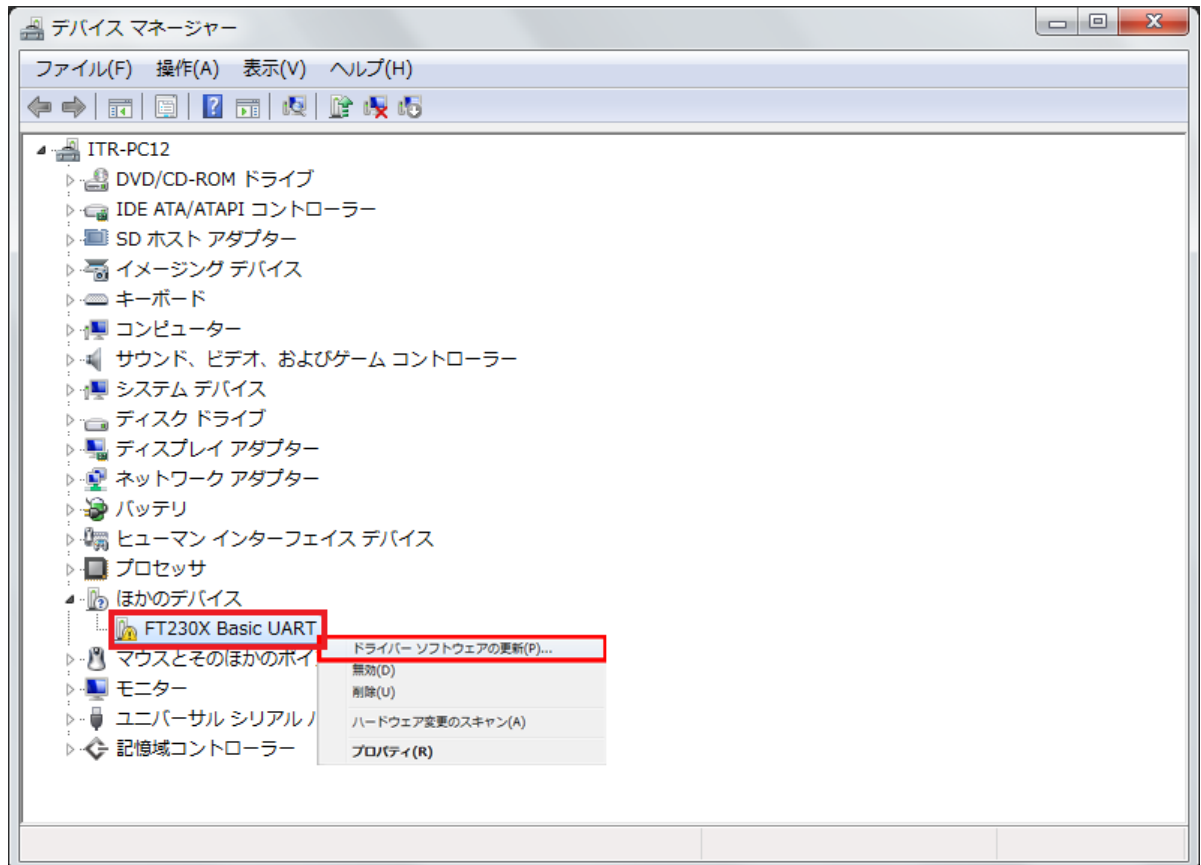 デバイス マネージャー
ファイル(F) 操作(A) 表示(V) ヘルプ(H)
ITR-PC12
DVD/CD-ROM ドライブ
IDE ATA/ATAPI コントローラー
SD ホスト アダプター
イメージング デバイス
キーボード
コンピューター
サウンド、ビデオ、およびゲーム コントローラー
システム デバイス
ディスク ドライブ
ディスプレイ アダプター
ネットワーク アダプター
バッテリ
ヒューマン インターフェイス デバイス
プロセッサ
ほかのデバイス
FT230X Basic UART
マウスとそのほかのポイ
モニター
ユニバーサル シリアル
記憶域コントローラー
ドライバー ソフトウェアの更新(P)...
無効(D)
削除(U)
ハードウェア変更のスキャン(A)
プロパティ(R)